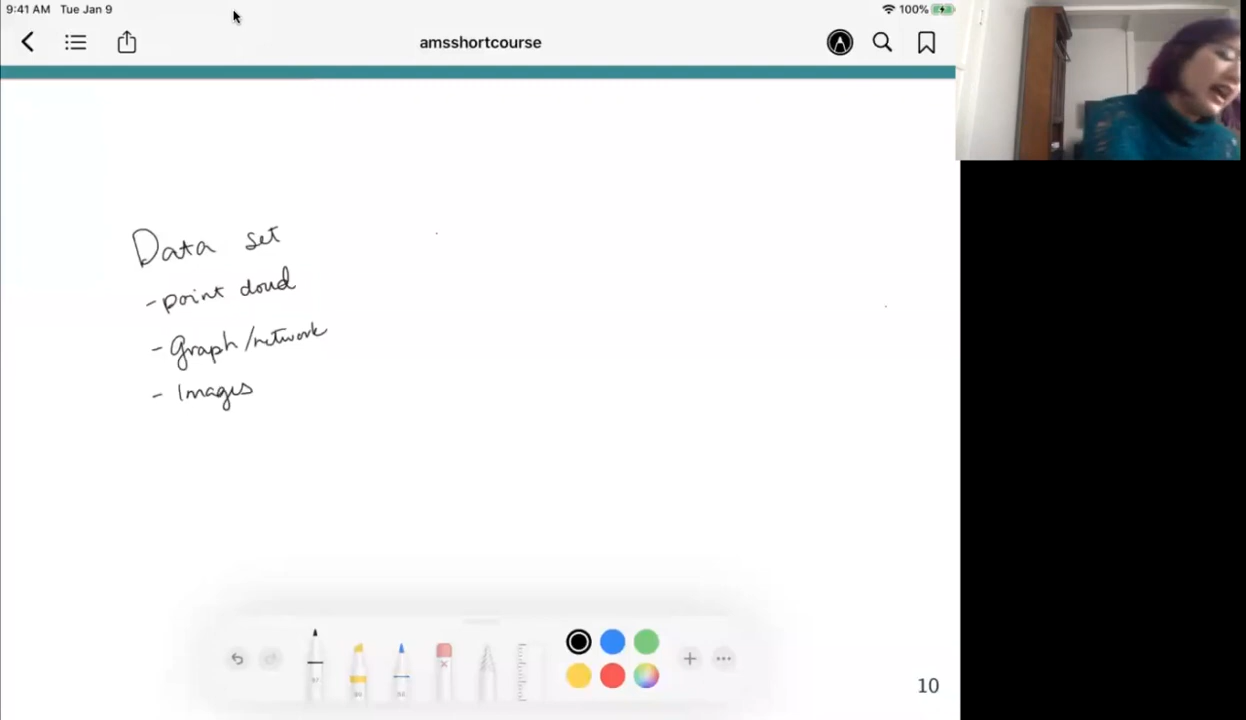 9:41 AM Tue Jan 9
100%
amsshortcourse
Data set
- point cloud
- Graph/network
- Images
10